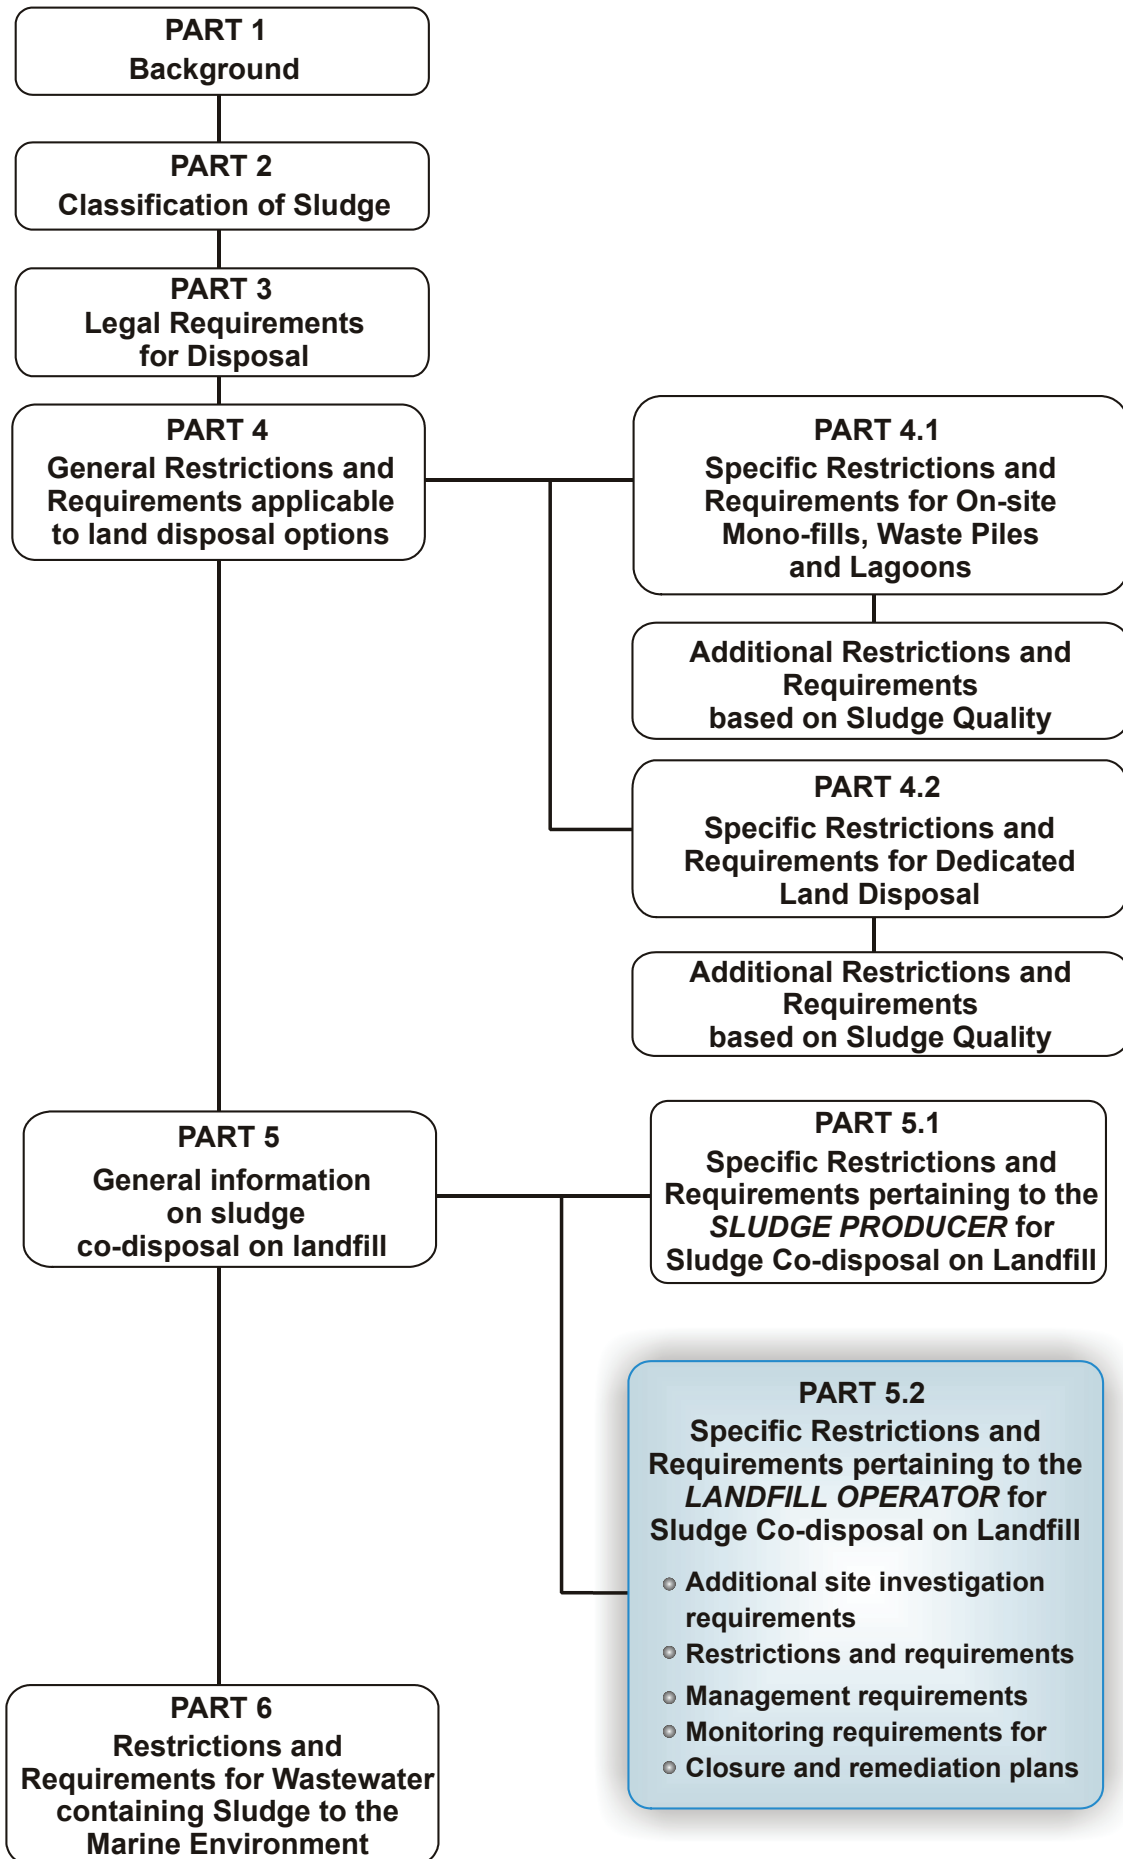 PART 1
Background
PART 2
Classification of Sludge
PART 3
Legal Requirements
for Disposal
PART 4
General Restrictions and
Requirements applicable
to land disposal options
PART 4.1
Specific Restrictions and
Requirements for On-site
Mono-fills, Waste Piles
and Lagoons
Additional Restrictions and
Requirements
based on Sludge Quality
PART 4.2
Specific Restrictions and
Requirements for Dedicated
Land Disposal
Additional Restrictions and
Requirements
based on Sludge Quality
PART 5
General information
on sludge
co-disposal on landfill
PART 5.1
Specific Restrictions and
Requirements pertaining to the
SLUDGE PRODUCER for
Sludge Co-disposal on Landfill
PART 5.2
Specific Restrictions and
Requirements pertaining to the
LANDFILL OPERATOR for
Sludge Co-disposal on Landfill
Additional site investigation
requirements
Restrictions and requirements
Management requirements
Monitoring requirements for
Closure and remediation plans
PART 6
Restrictions and
Requirements for Wastewater
containing Sludge to the
Marine Environment